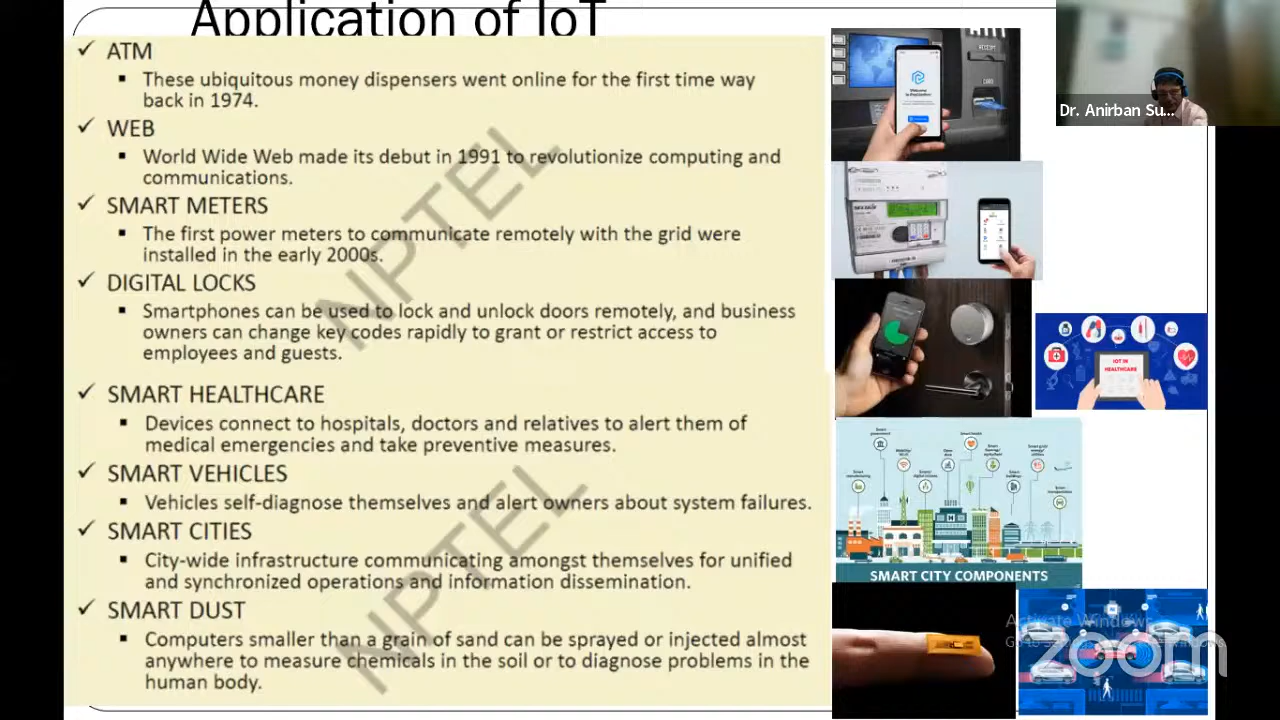 Application of IoT
✓ ATM
▪ These ubiquitous money dispensers went online for the first time way
back in 1974.
✓ WEB
▪ World Wide Web made its debut in 1991 to revolutionize computing and
communications.
✓ SMART METERS
▪ The first power meters to communicate remotely with the grid were
installed in the early 2000s.
✓ DIGITAL LOCKS
▪ Smartphones can be used to lock and unlock doors remotely, and business
owners can change key codes rapidly to grant or restrict access to
employees and guests.
✓ SMART HEALTHCARE
▪ Devices connect to hospitals, doctors and relatives to alert them of
medical emergencies and take preventive measures.
✓ SMART VEHICLES
▪ Vehicles self-diagnose themselves and alert owners about system failures.
✓ SMART CITIES
▪ City-wide infrastructure communicating amongst themselves for unified
and synchronized operations and information dissemination.
✓ SMART DUST
▪ Computers smaller than a grain of sand can be sprayed or injected almost
anywhere to measure chemicals in the soil or to diagnose problems in the
human body.
NPTEL
NPTEL
RECEIPT
CARD
Dr. Anirban Su...
IOT IN
HEALTHCARE
SMART CITY COMPONENTS
Activate Windows
zoom